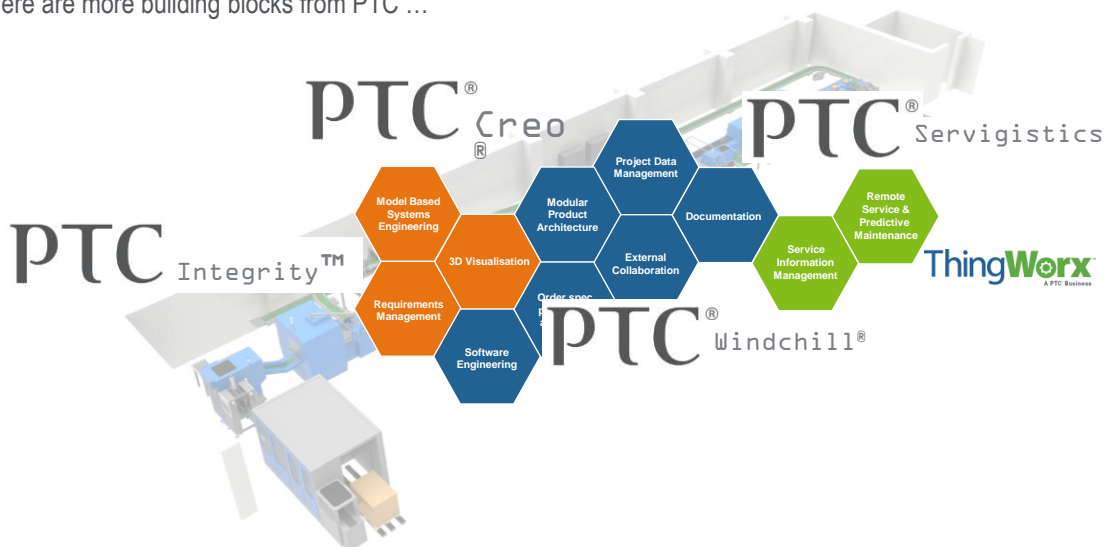 ere are more building blocks from PTC …
PTC®
Creo
®
PTC®
Servigistics
Project Data
Management
Model Based
Systems
Engineering
Modular
Product
Architecture
Documentation
Remote
Service &
Predictive
Maintenance
PTC
Integrity™
3D Visualisation
External
Collaboration
Service
Information
Management
ThingWorx™
A PTC® Business
Requirements
Management
Order spec
PTC®
Windchill®
Software
Engineering